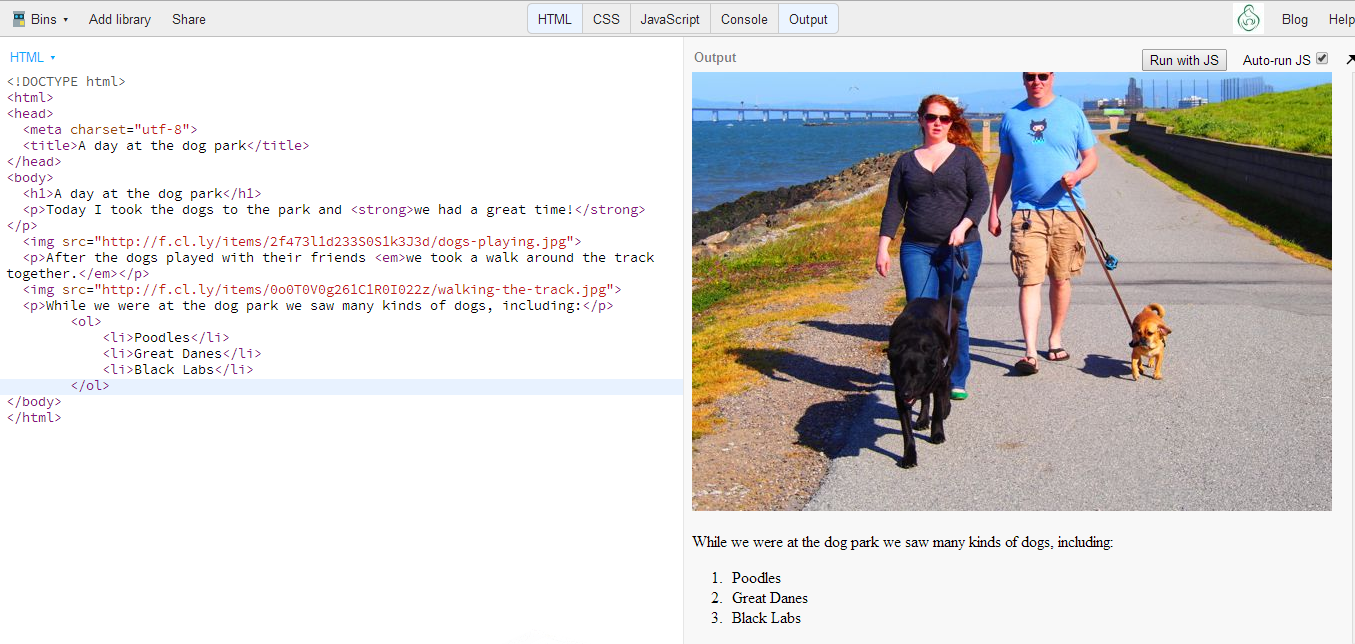 Bins ▾ Add library Share HTML CSS JavaScript Console Output Blog Help
HTML ▾
Output Run with JS Auto-run JS
<!DOCTYPE html>
<html>
<head>
<meta charset="utf-8">
<title>A day at the dog park</title>
</head>
<body>
<h1>A day at the dog park</h1>
<p>Today I took the dogs to the park and <strong>we had a great time!</strong>
</p>
<img src="http://f.cl.ly/items/2f473l1d233S0S1k3J3d/dogs-playing.jpg">
<p>After the dogs played with their friends <em>we took a walk around the track
together.</em></p>
<img src="http://f.cl.ly/items/0o0T0V0g261C1R0I022z/walking-the-track.jpg">
<p>While we were at the dog park we saw many kinds of dogs, including:</p>
<ol>
<li>Poodles</li>
<li>Great Danes</li>
<li>Black Labs</li>
</ol>
</body>
</html>
While we were at the dog park we saw many kinds of dogs, including:
1. Poodles
2. Great Danes
3. Black Labs